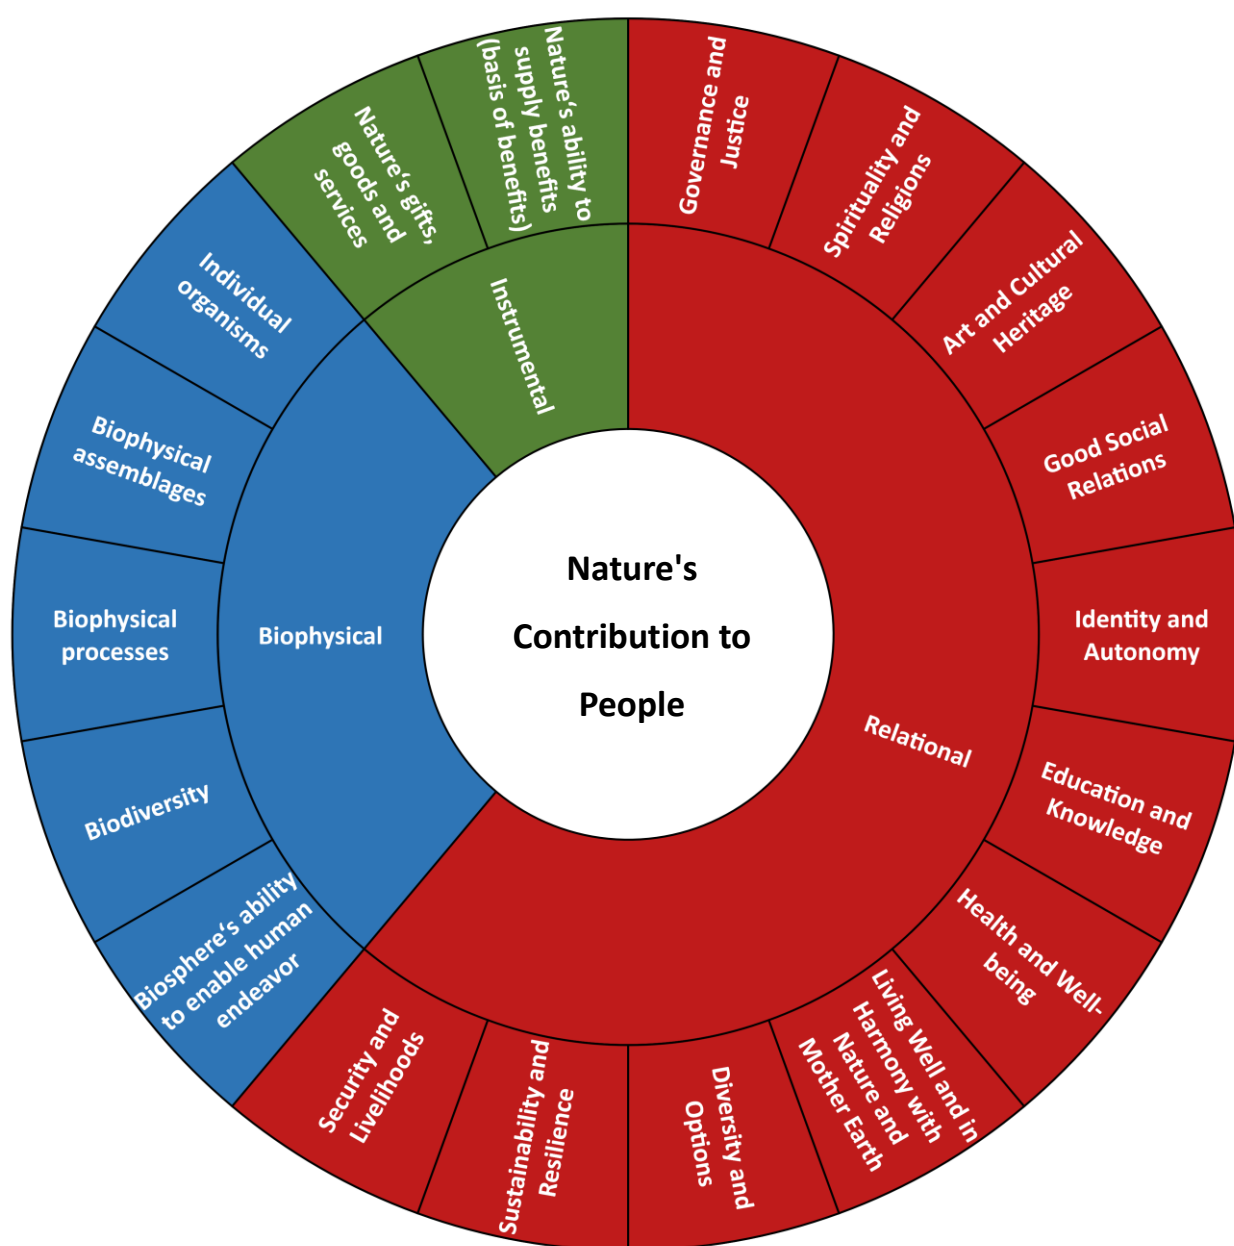 Nature's
Contribution to
People
Instrumental
Relational
Biophysical
Governance and
Justice
Spirituality and
Religions
Art and Cultural
Heritage
Good Social
Relations
Identity and
Autonomy
Education and
Knowledge
Health and Well-
being
Living Well and in
Harmony with
Nature and
Mother Earth
Diversity and
Options
Sustainability and
Resilience
Security and
Livelihoods
Biosphere‘s ability
to enable human
endeavor
Biodiversity
Biophysical
processes
Biophysical
assemblages
Individual
organisms
Nature‘s gifts,
goods and
services
Nature‘s ability to
supply benefits
(basis of benefits)